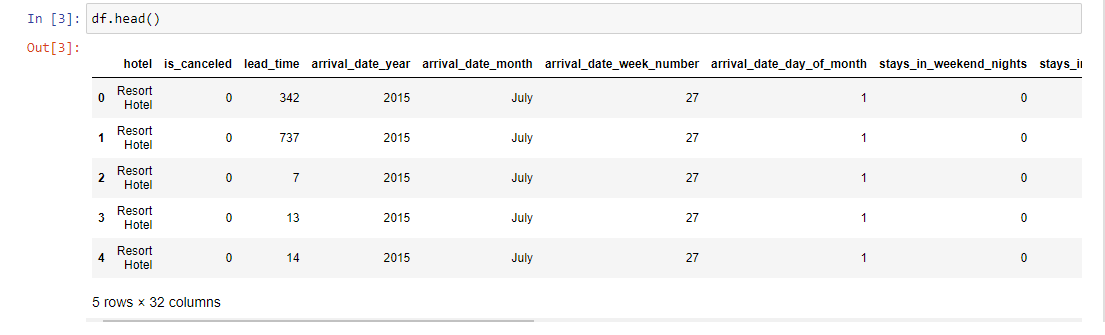 In [3]: df.head()
Out[3]:
hotel is_canceled lead_time arrival_date_year arrival_date_month arrival_date_week_number arrival_date_day_of_month stays_in_weekend_nights stays_i
0 Resort Hotel 0 342 2015 July 27 1 0
1 Resort Hotel 0 737 2015 July 27 1 0
2 Resort Hotel 0 7 2015 July 27 1 0
3 Resort Hotel 0 13 2015 July 27 1 0
4 Resort Hotel 0 14 2015 July 27 1 0
5 rows × 32 columns